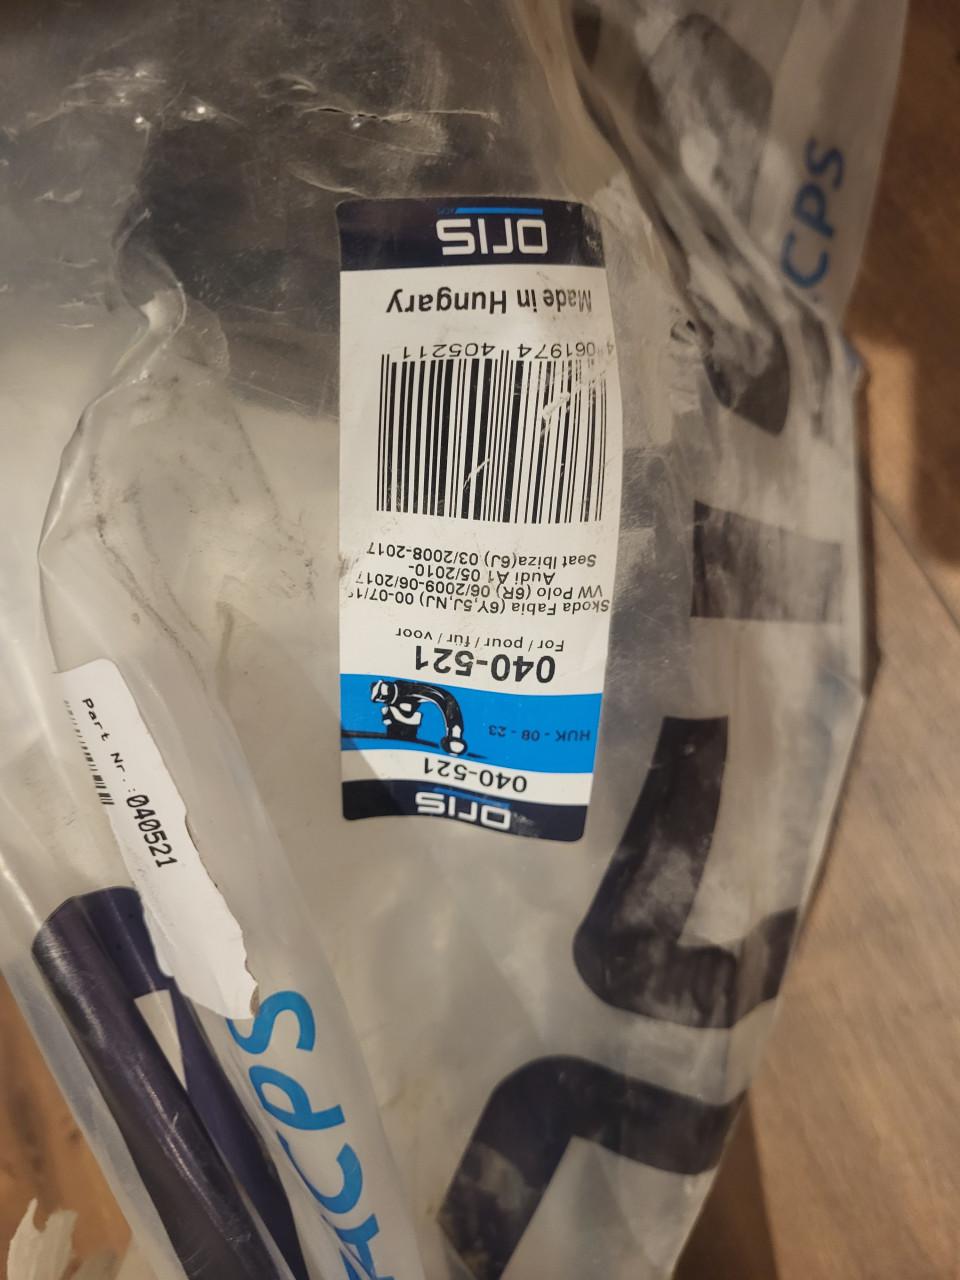 Oris
040-521
HUK - 08 - 23
040-521
For / pour / für / voor
Skoda Fabia (6Y,5J,NJ) 00-07/1
VW Polo (6R) 06/2009-06/2017
Audi A1 05/2010-
Seat Ibiza(6J) 03/2008-2017
4 061974 405211
Made in Hungary
Oris
Part Nr.:040521
ACPS
ACPS